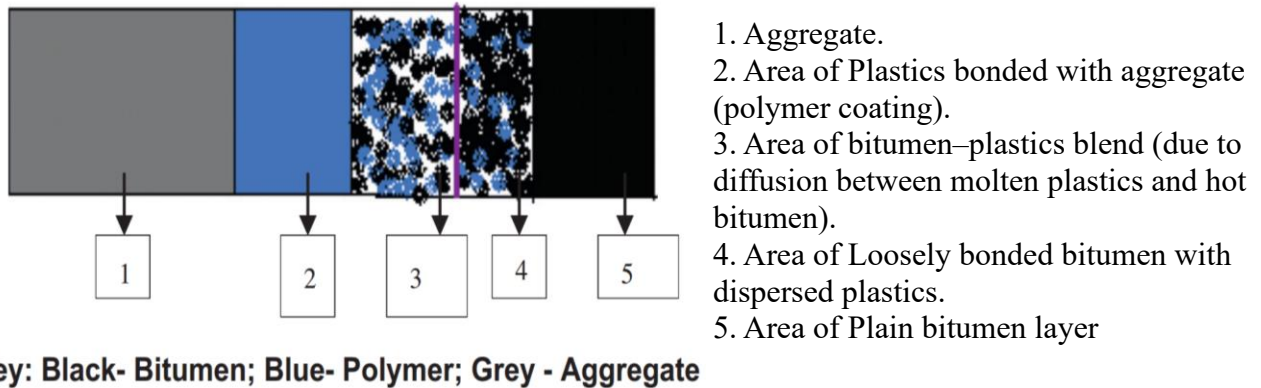 1. Aggregate.
2. Area of Plastics bonded with aggregate
(polymer coating).
3. Area of bitumen–plastics blend (due to
diffusion between molten plastics and hot
bitumen).
4. Area of Loosely bonded bitumen with
dispersed plastics.
5. Area of Plain bitumen layer
1 2 3 4 5
ey: Black- Bitumen; Blue- Polymer; Grey - Aggregate